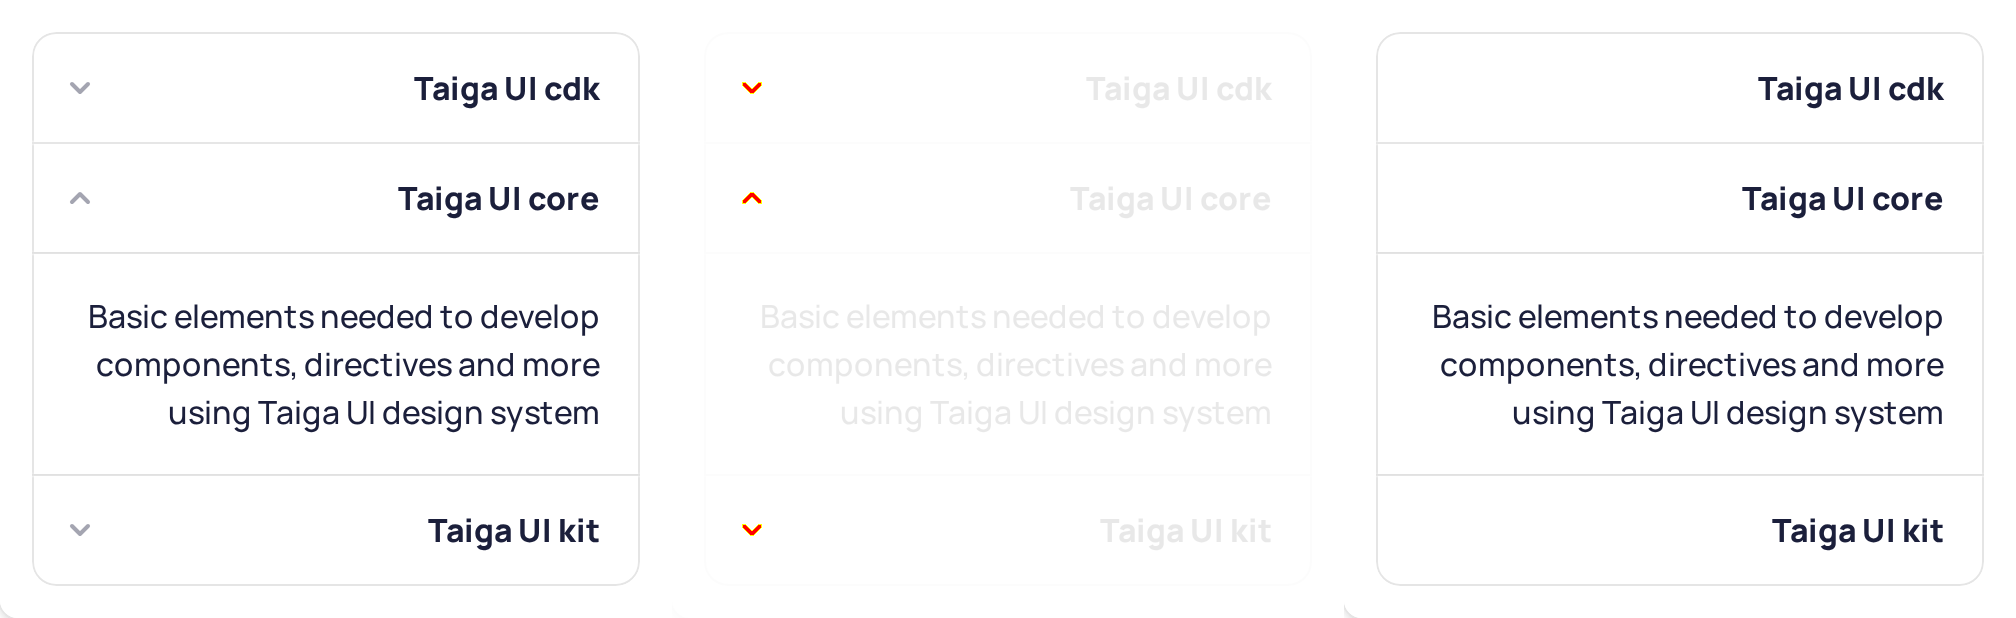 Taiga UI cdk
Taiga UI core
Basic elements needed to develop
components, directives and more
using Taiga UI design system
Taiga UI kit
Taiga UI cdk
Taiga UI core
Basic elements needed to develop
components, directives and more
using Taiga UI design system
Taiga UI kit
Taiga UI cdk
Taiga UI core
Basic elements needed to develop
components, directives and more
using Taiga UI design system
Taiga UI kit